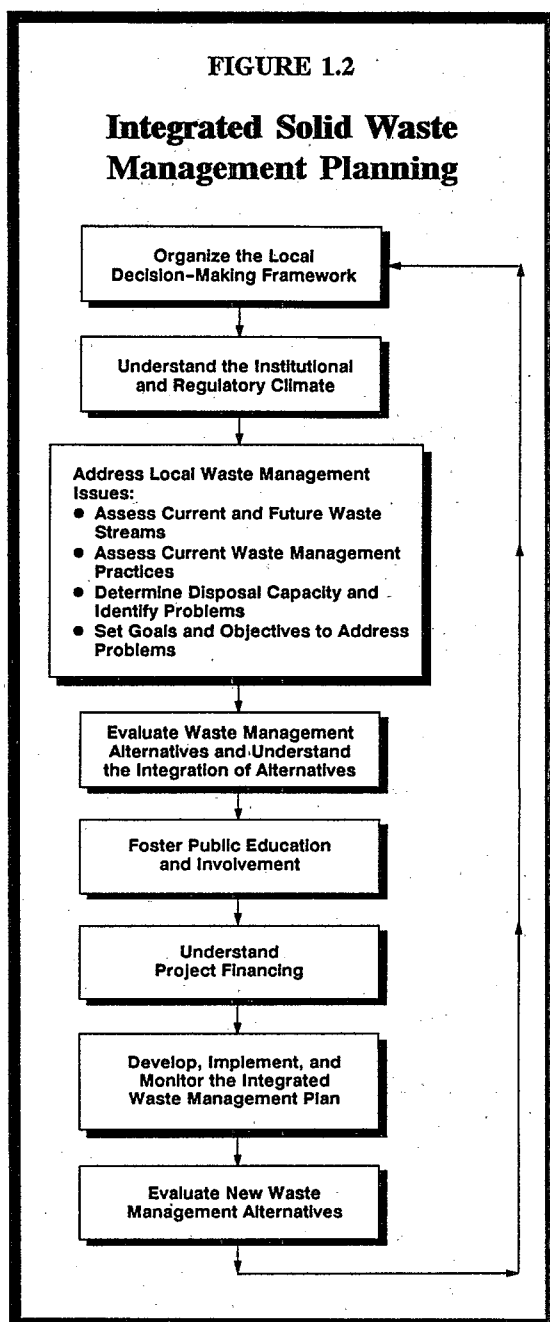 FIGURE 1.2
Integrated Solid Waste
Management Planning
Organize the Local
Decision-Making Framework
Understand the Institutional
and Regulatory Climate
Address Local Waste Management
Issues:
● Assess Current and Future Waste
Streams
● Assess Current Waste Management
Practices
● Determine Disposal Capacity and
Identify Problems
● Set Goals and Objectives to Address
Problems
Evaluate Waste Management
Alternatives and Understand
the Integration of Alternatives
Foster Public Education
and Involvement
Understand
Project Financing
Develop, Implement, and
Monitor the Integrated
Waste Management Plan
Evaluate New Waste
Management Alternatives